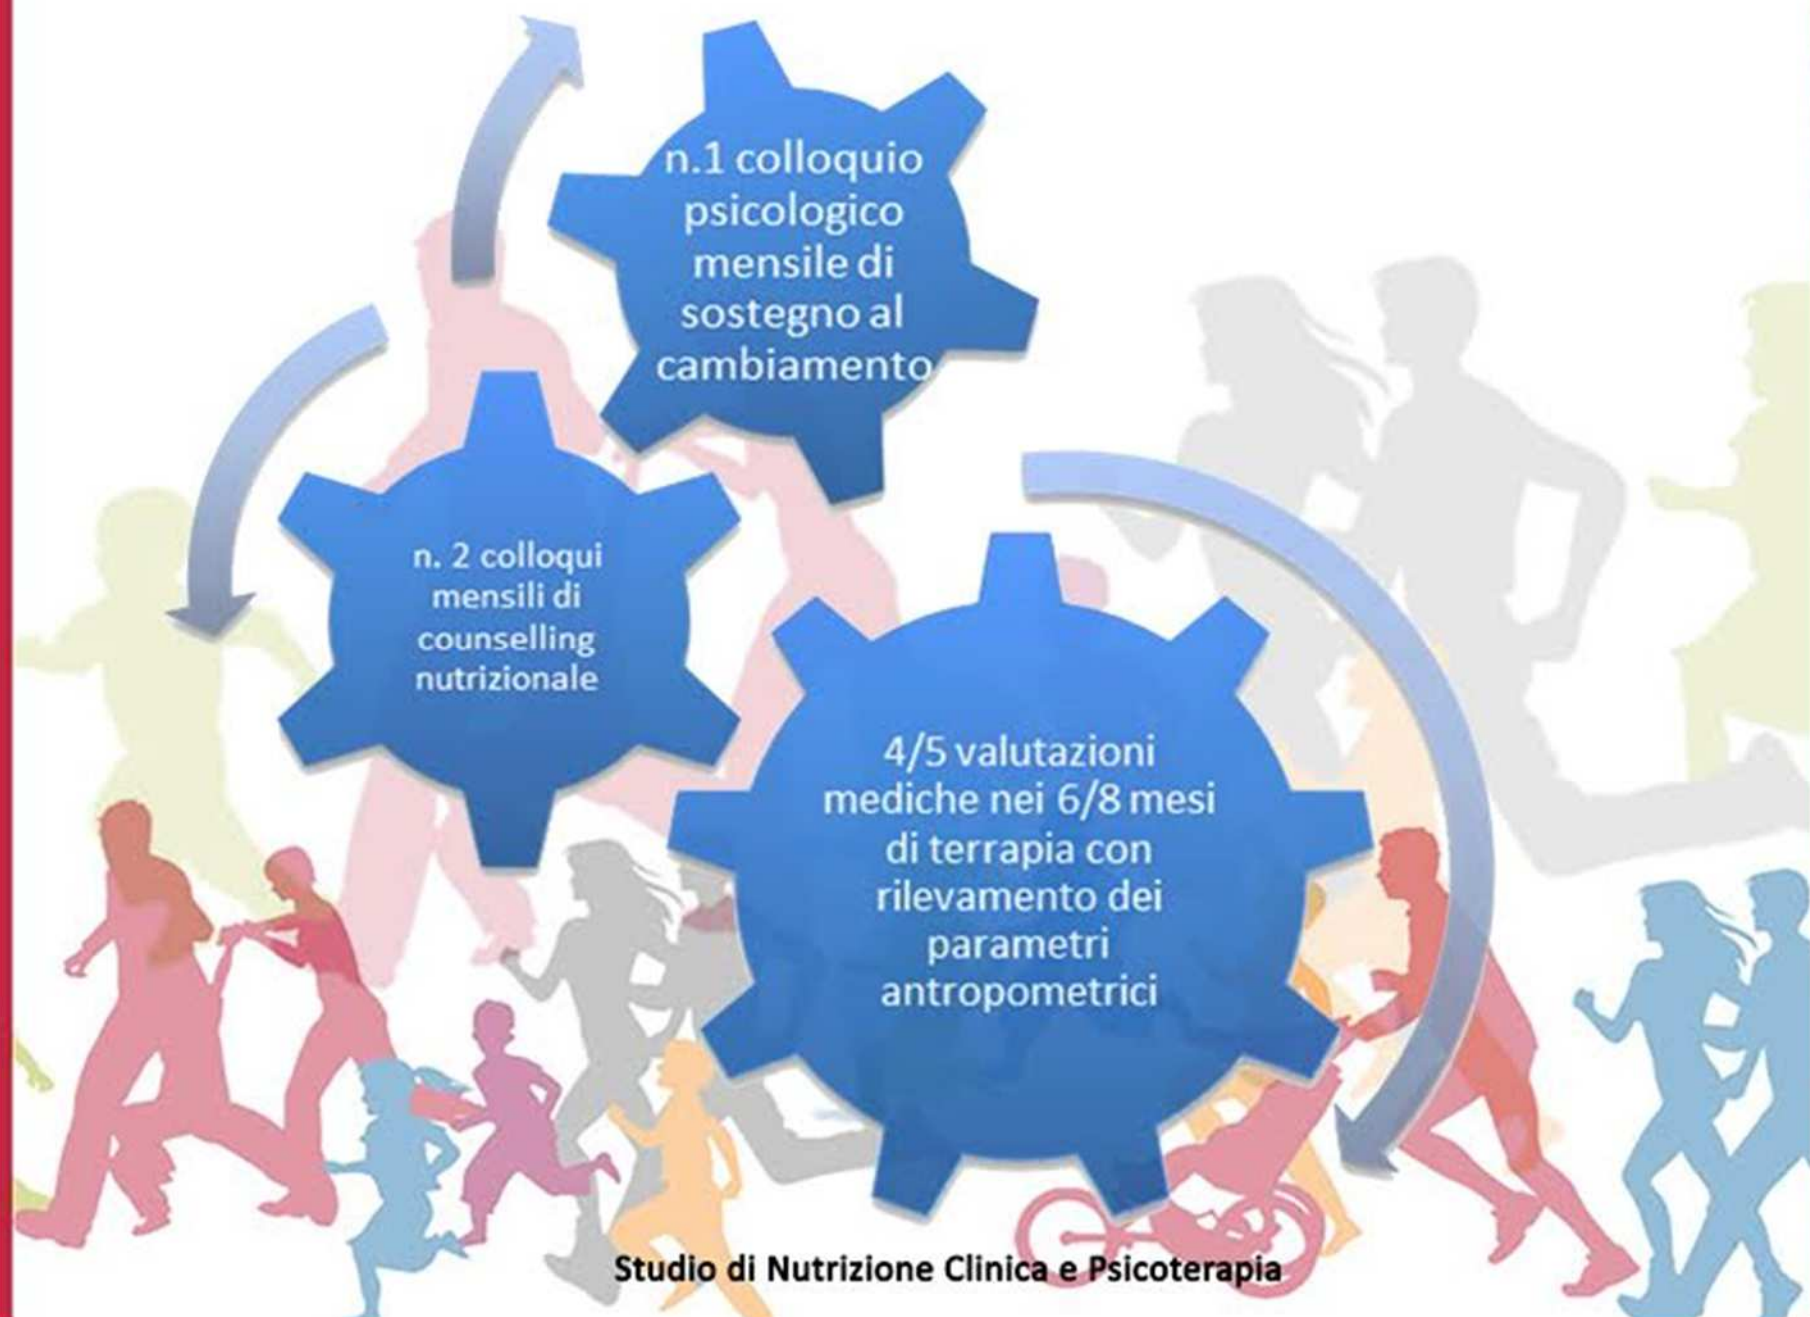 n.1 colloquio
psicologico
mensile di
sostegno al
cambiamento
n. 2 colloqui
mensili di
counselling
nutrizionale
4/5 valutazioni
mediche nei 6/8 mesi
di terrapia con
rilevamento dei
parametri
antropometrici
Studio di Nutrizione Clinica e Psicoterapia